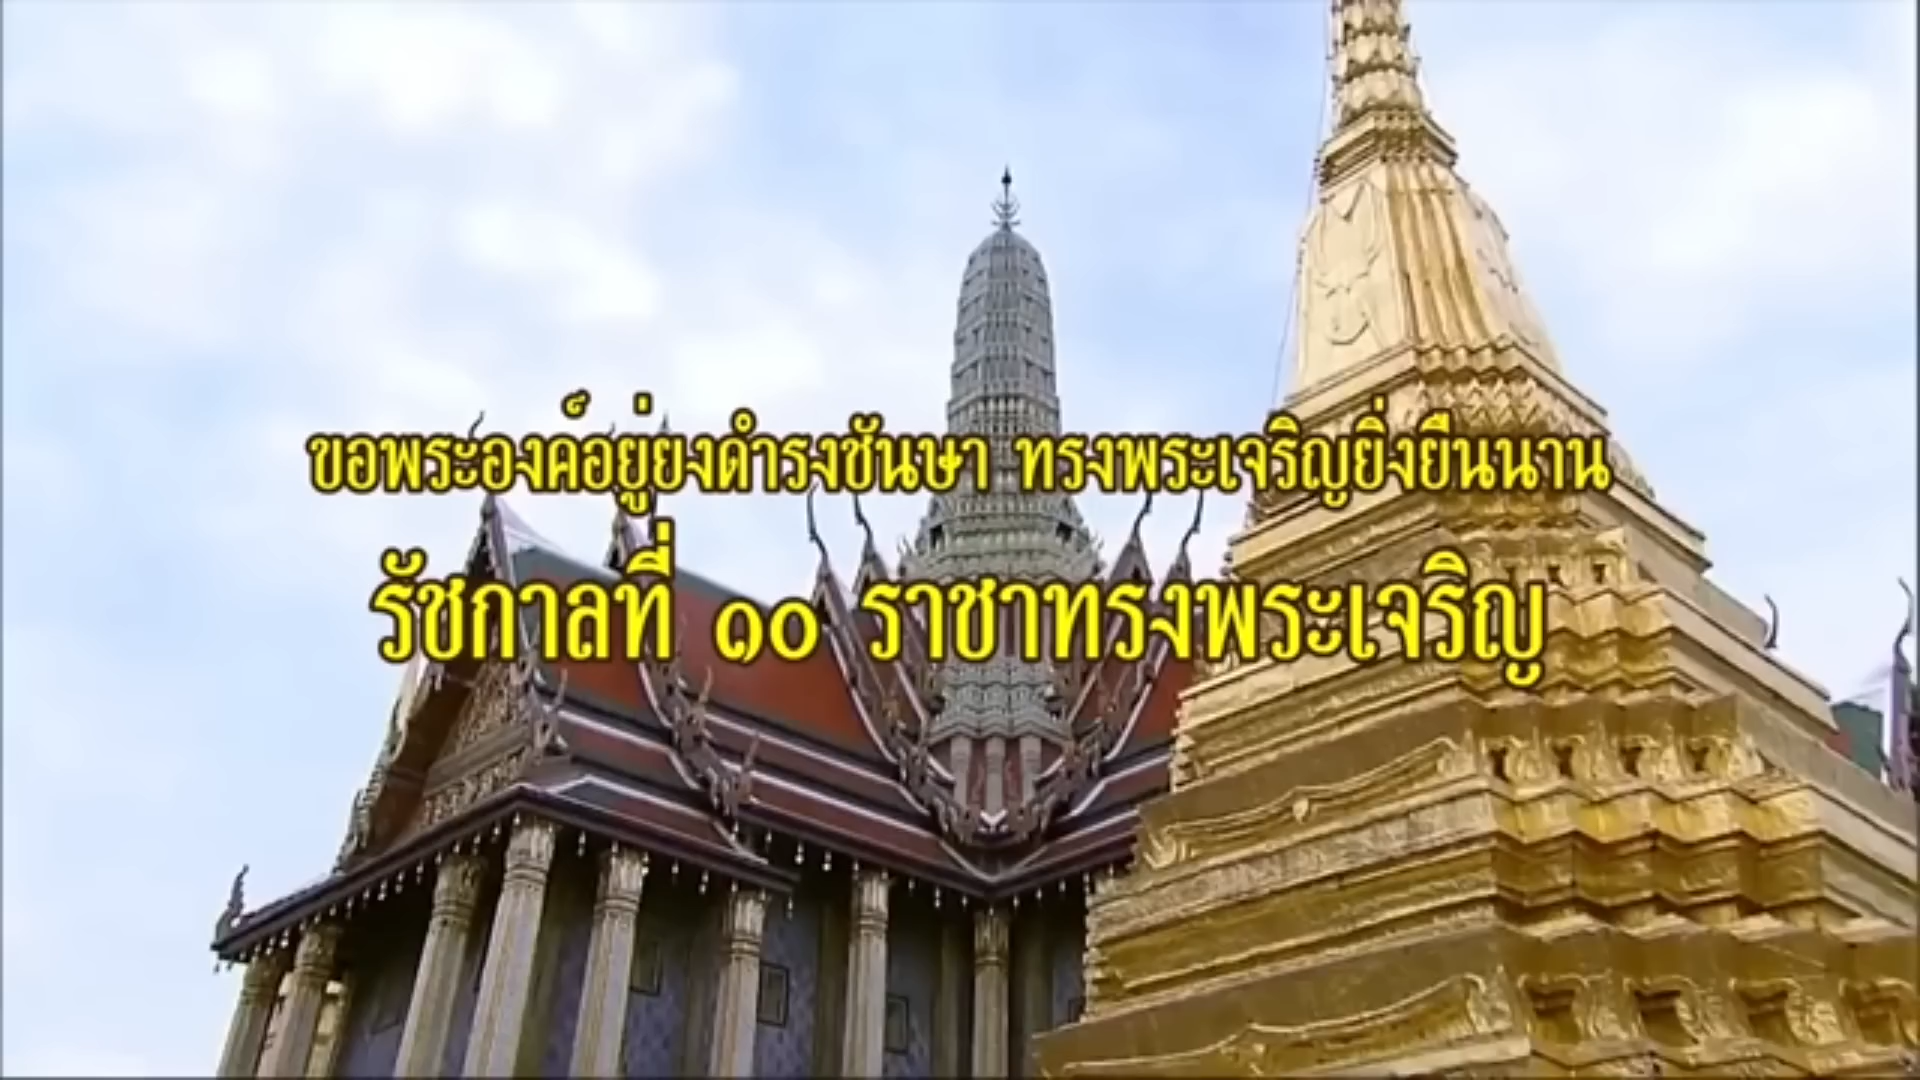 ขอพระองค์อยู่ยงดำรงชันษา ทรงพระเจริญยิ่งยืนนาน
รัชกาลที่ ๑๐ ราชาทรงพระเจริญ